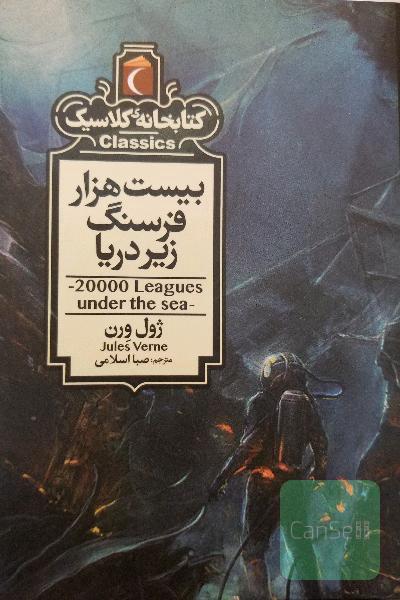 کتابخانهٔ کلاسیک
Classics
بیست هزار
فرسنگ
زیر دریا
-20000 Leagues
under the sea-
ژول وِرن
Jules Verne
مترجم: صبا اسلامی
CanSell